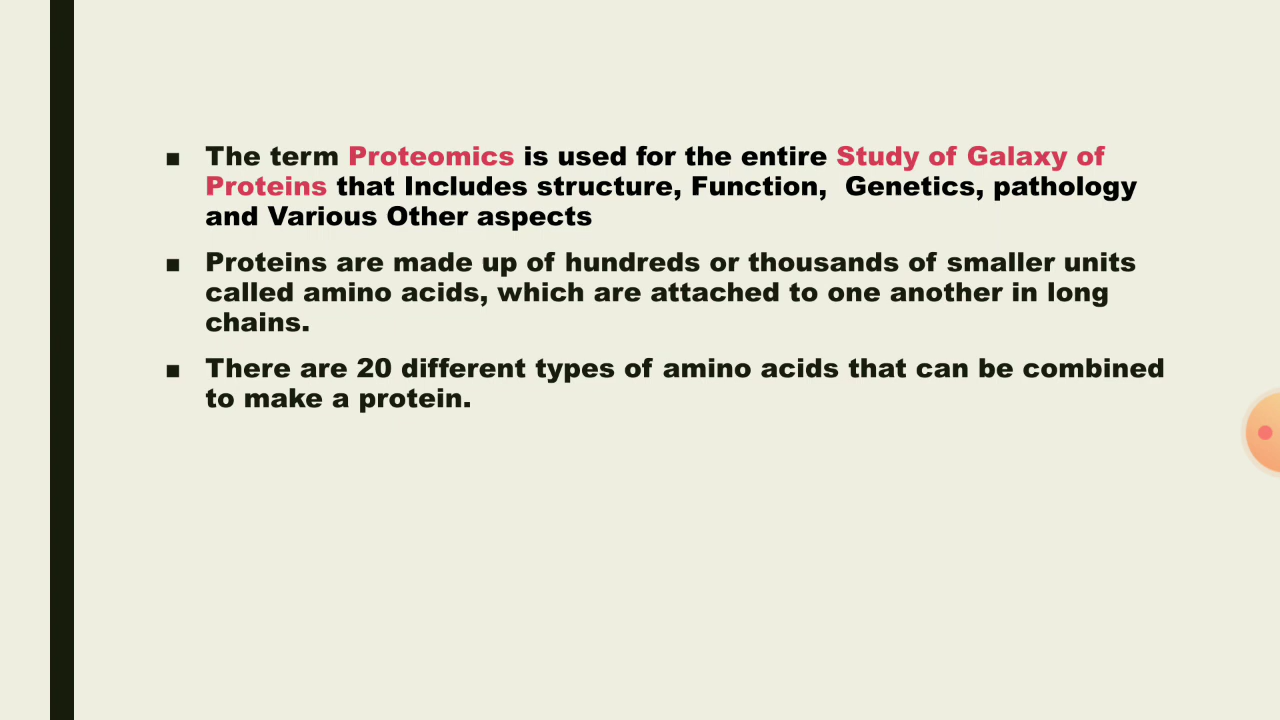 ▪ The term Proteomics is used for the entire Study of Galaxy of
Proteins that Includes structure, Function,  Genetics, pathology
and Various Other aspects
▪ Proteins are made up of hundreds or thousands of smaller units
called amino acids, which are attached to one another in long
chains.
▪ There are 20 different types of amino acids that can be combined
to make a protein.